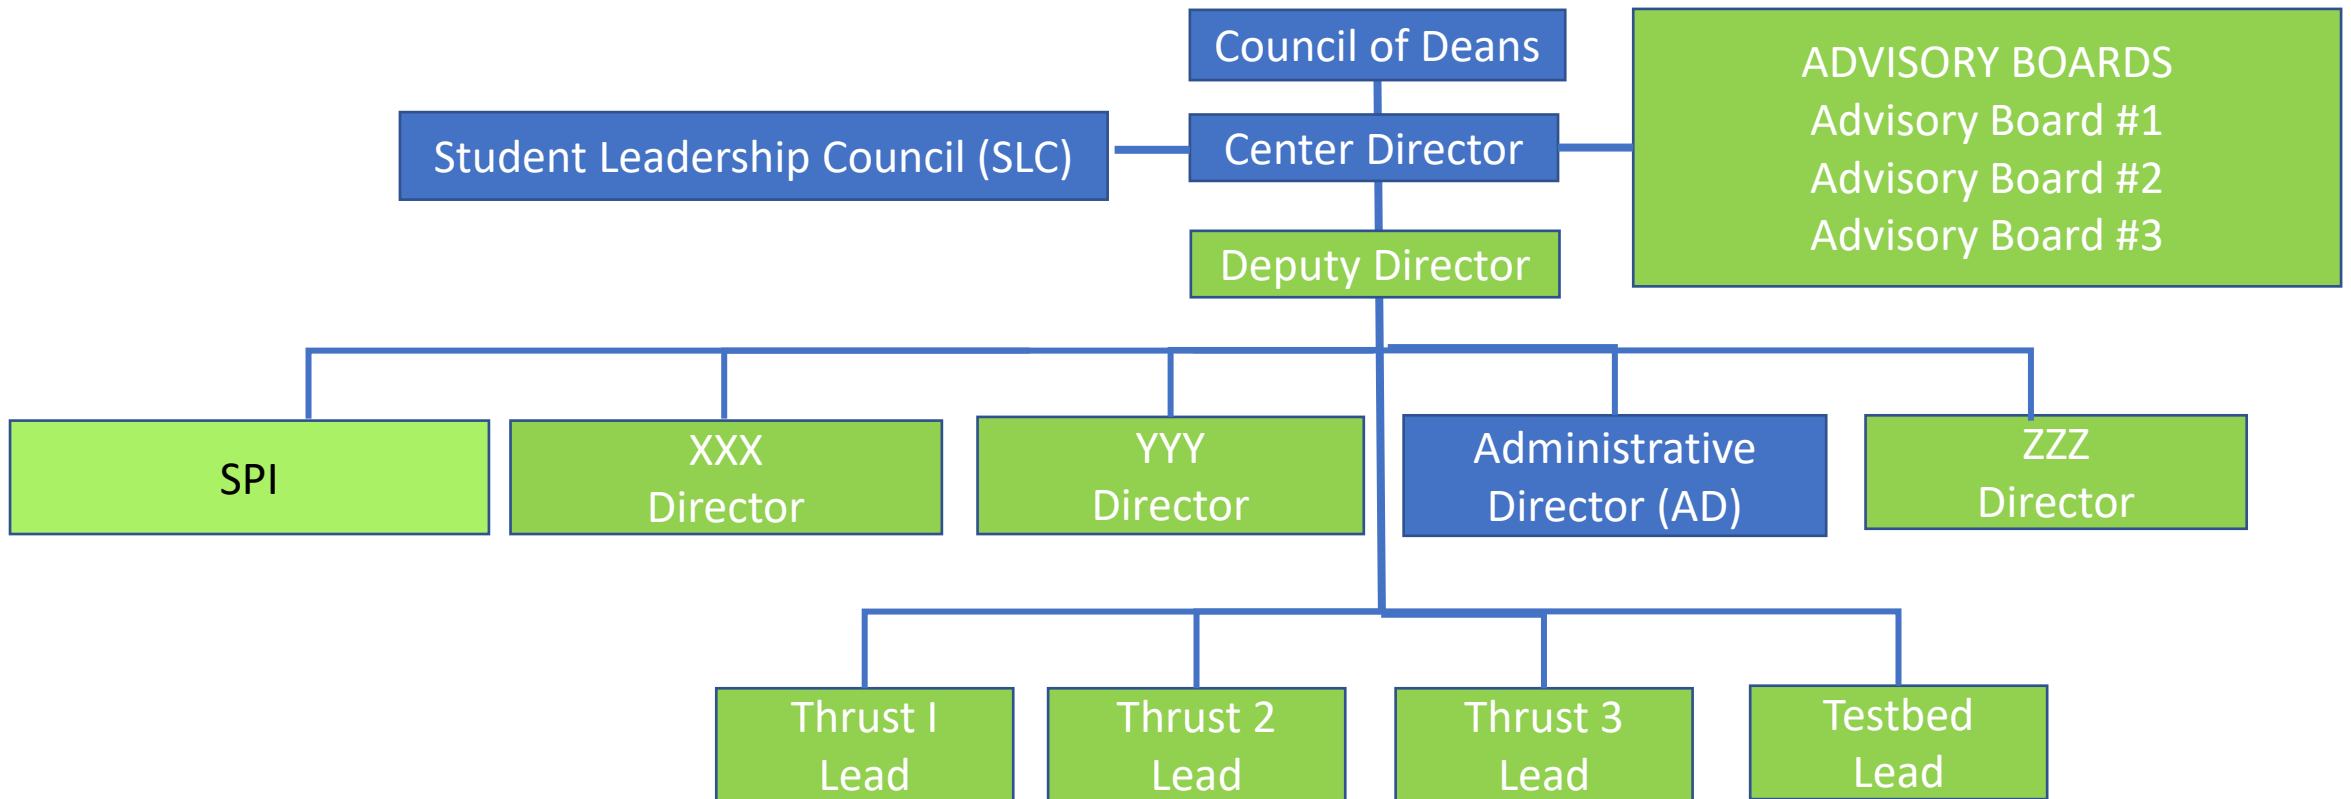 Council of Deans
ADVISORY BOARDS
Advisory Board #1
Advisory Board #2
Advisory Board #3
Student Leadership Council (SLC)
Center Director
Deputy Director
SPI
XXX
Director
YYY
Director
Administrative
Director (AD)
ZZZ
Director
Thrust I
Lead
Thrust 2
Lead
Thrust 3
Lead
Testbed
Lead